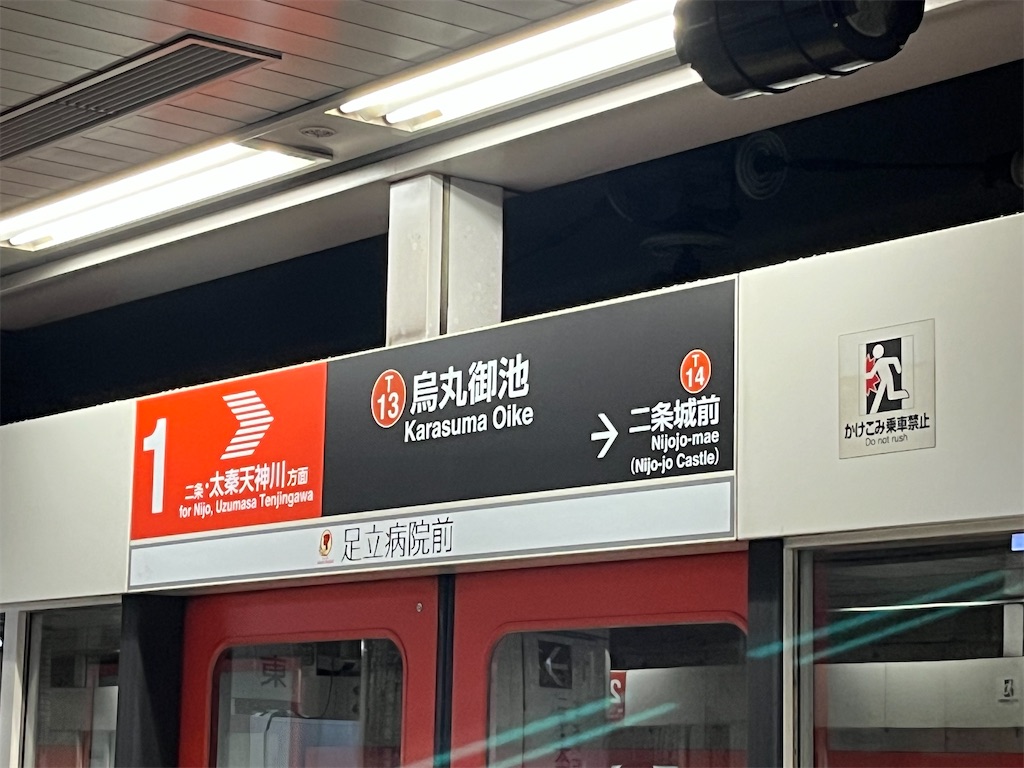 1
二条・太秦天神川方面
for Nijo, Uzumasa Tenjingawa
T
13
烏丸御池
Karasuma Oike
T
14
二条城前
Nijojo-mae
(Nijo-jo Castle)
足立病院前
かけこみ乗車禁止
Do not rush
東
2